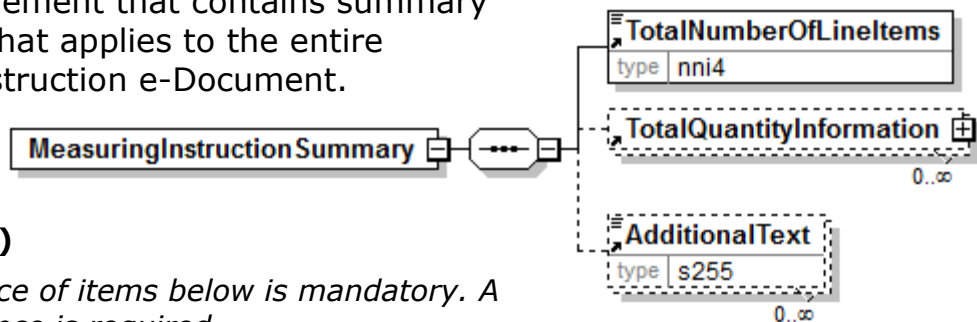 ement that contains summary
hat applies to the entire
struction e-Document.
TotalNumberOfLineItems
type nni4
TotalQuantityInformation
0..∞
MeasuringInstructionSummary
AdditionalText
type s255
0..∞
)
ce of items below is mandatory. A